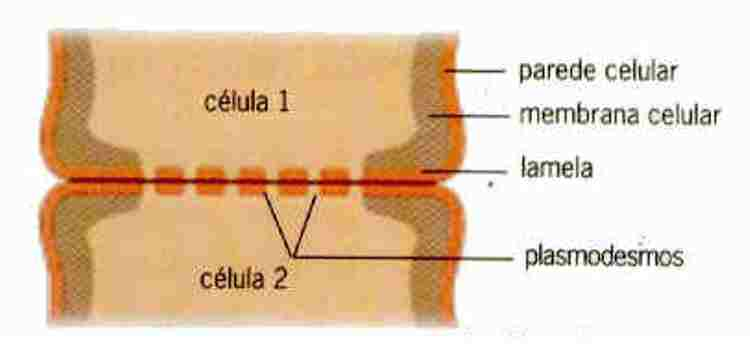 parede celular
célula 1
membrana celular
lamela
plasmodesmos
célula 2